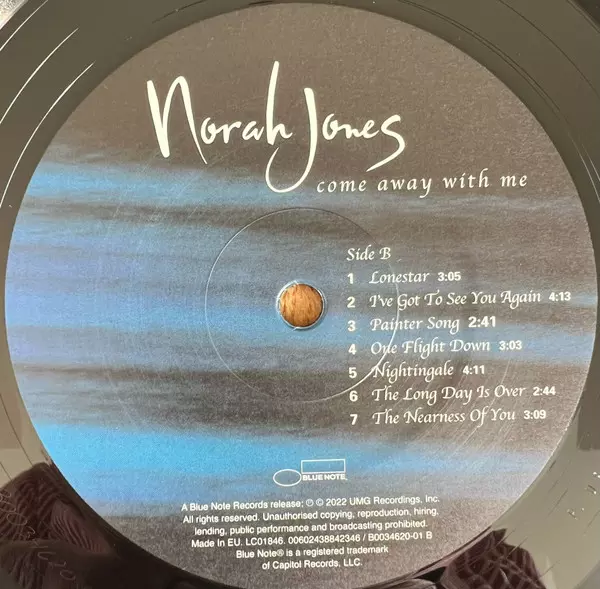 Norah Jones
come away with me
Side B
1 Lonestar 3:05
2 I've Got To See You Again 4:13
3 Painter Song 2:41
4 One Flight Down 3:03
5 Nightingale 4:11
6 The Long Day Is Over 2:44
7 The Nearness Of You 3:09
BLUE NOTE.
A Blue Note Records release: ℗ © 2022 UMG Recordings, Inc.
All rights reserved. Unauthorised copying, reproduction, hiring,
lending, public performance and broadcasting prohibited.
Made in EU. LC01846. 00602438842346 / B0034620-01 B
Blue Note® is a registered trademark
of Capitol Records, LLC.